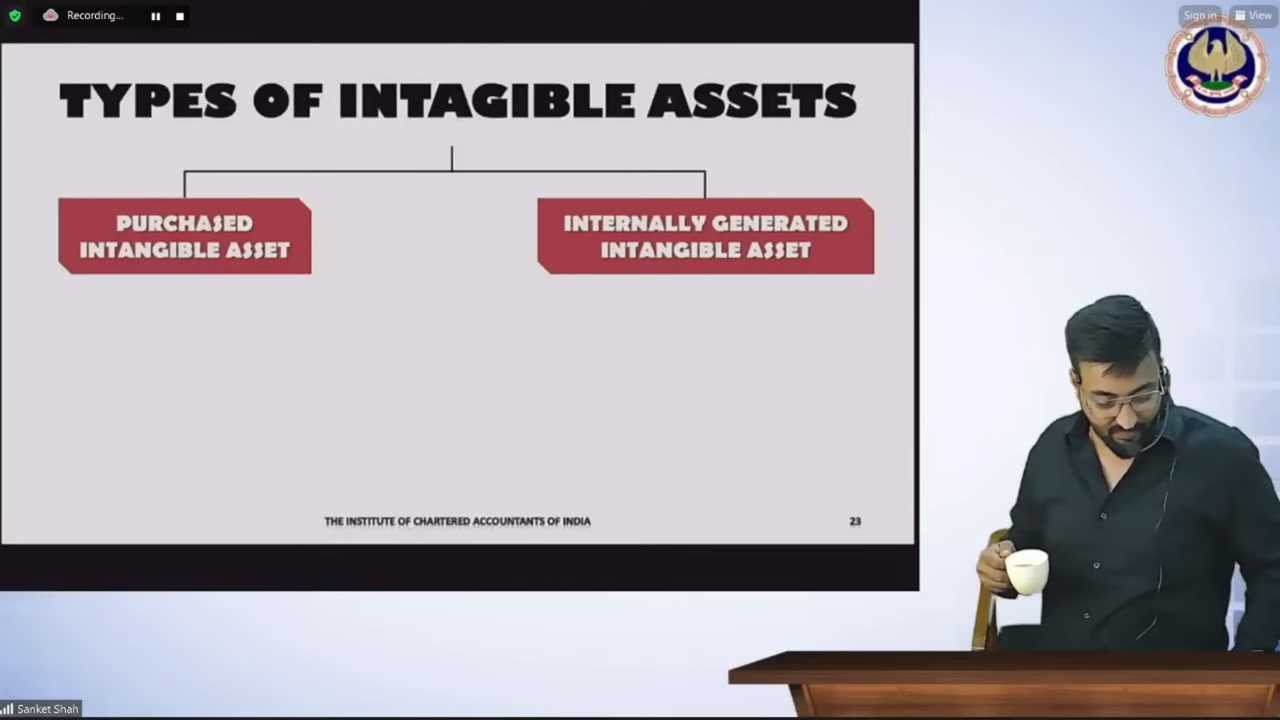 Recording...
Sign in
View
TYPES OF INTAGIBLE ASSETS
PURCHASED
INTANGIBLE ASSET
INTERNALLY GENERATED
INTANGIBLE ASSET
THE INSTITUTE OF CHARTERED ACCOUNTANTS OF INDIA
23
Sanket Shah